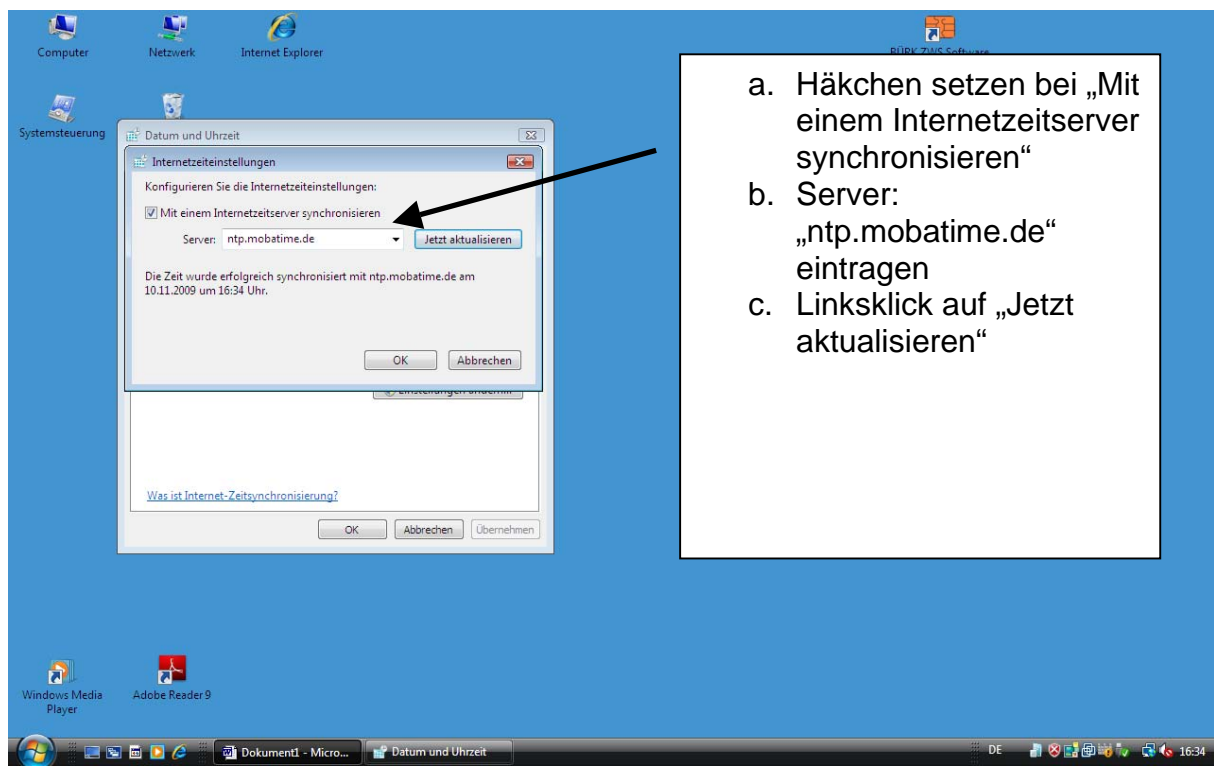 Computer
Netzwerk
Internet Explorer
BÜRK ZWS Software
Systemsteuerung
Datum und Uhrzeit
Internetzeiteinstellungen
Konfigurieren Sie die Internetzeiteinstellungen:
Mit einem Internetzeitserver synchronisieren
Server: ntp.mobatime.de Jetzt aktualisieren
Die Zeit wurde erfolgreich synchronisiert mit ntp.mobatime.de am
10.11.2009 um 16:34 Uhr.
OK Abbrechen
Einstellungen ändern...
Was ist Internet-Zeitsynchronisierung?
OK Abbrechen Übernehmen
a. Häkchen setzen bei „Mit
einem Internetzeitserver
synchronisieren“
b. Server:
„ntp.mobatime.de“
eintragen
c. Linksklick auf „Jetzt
aktualisieren“
Windows Media
Player
Adobe Reader 9
Dokument1 - Micro... Datum und Uhrzeit DE 16:34